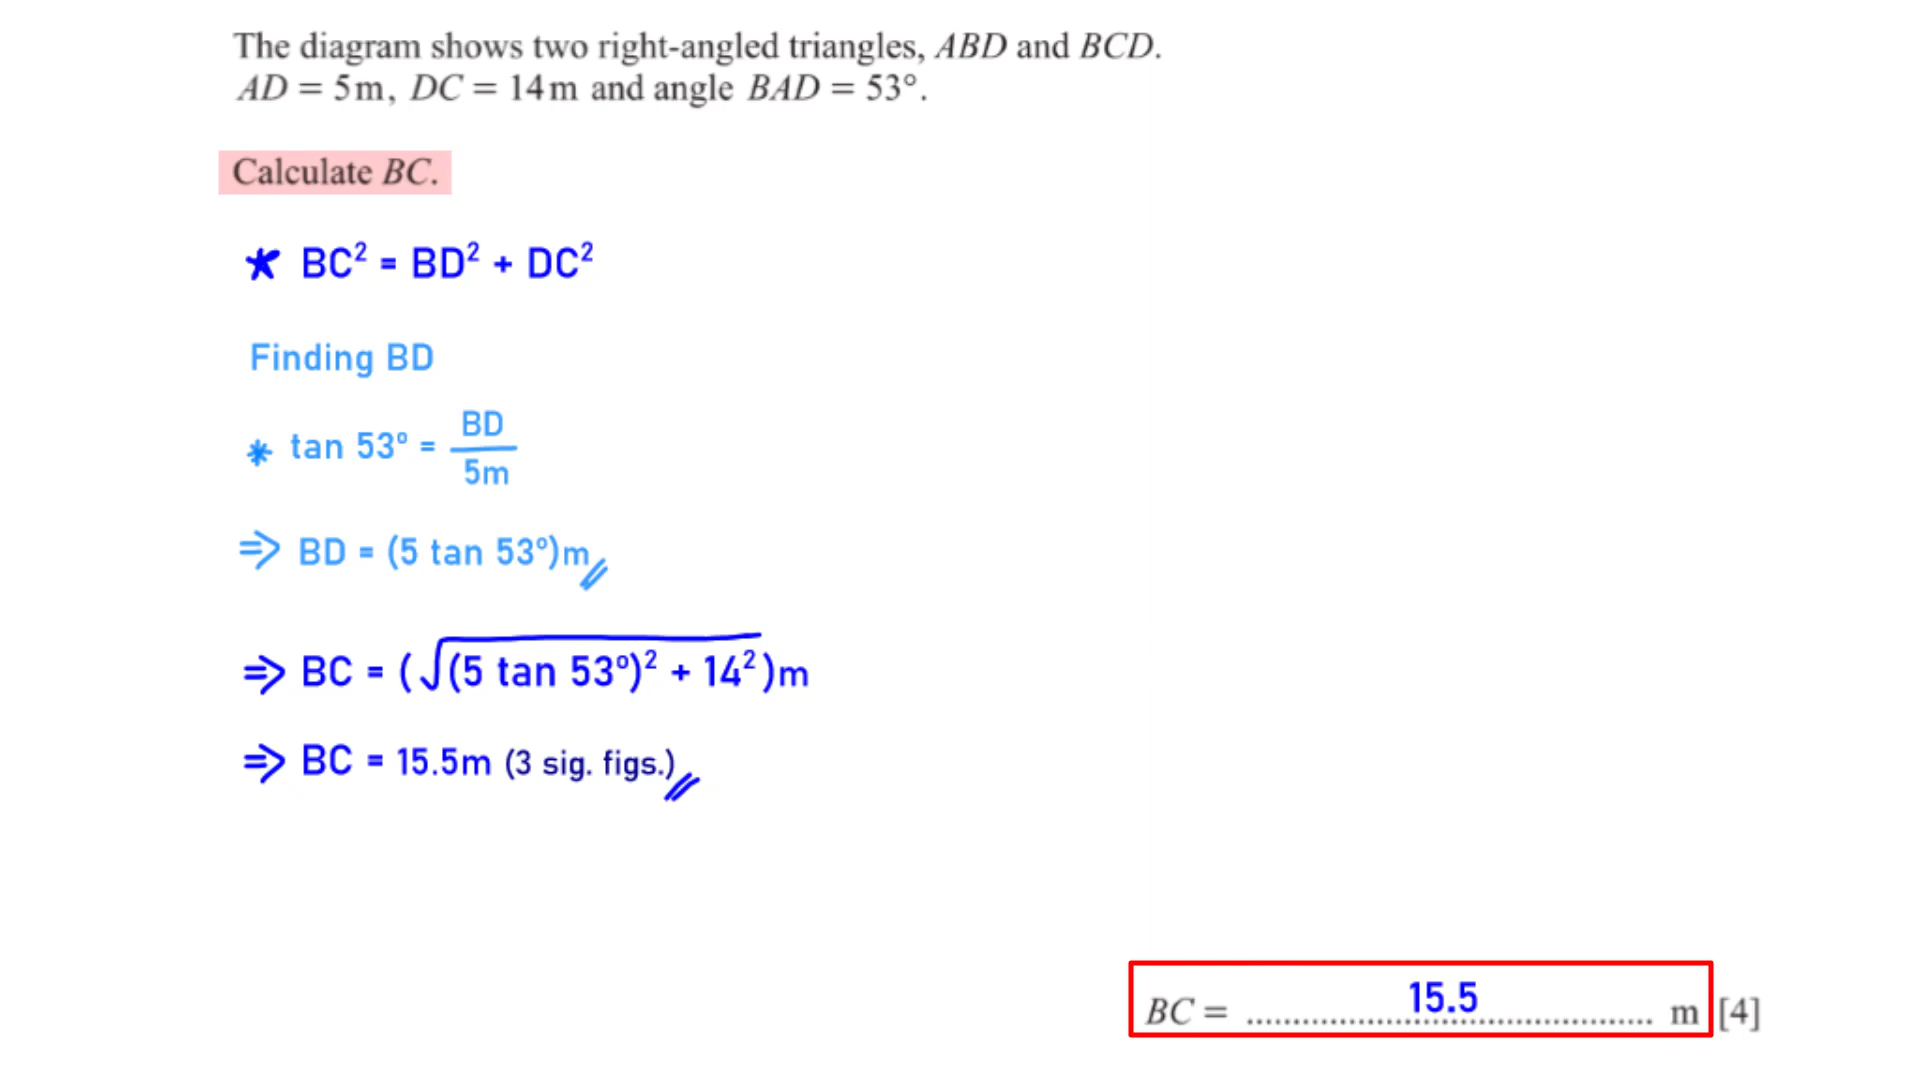 The diagram shows two right-angled triangles, ABD and BCD.
AD = 5m, DC = 14m and angle BAD = 53°.
Calculate BC.
* BC² = BD² + DC²
Finding BD
* tan 53° = BD/5m
⇒ BD = (5 tan 53°)m
⇒ BC = (√(5 tan 53°)² + 14²)m
⇒ BC = 15.5m (3 sig. figs.)
BC = ..........15.5.......... m [4]